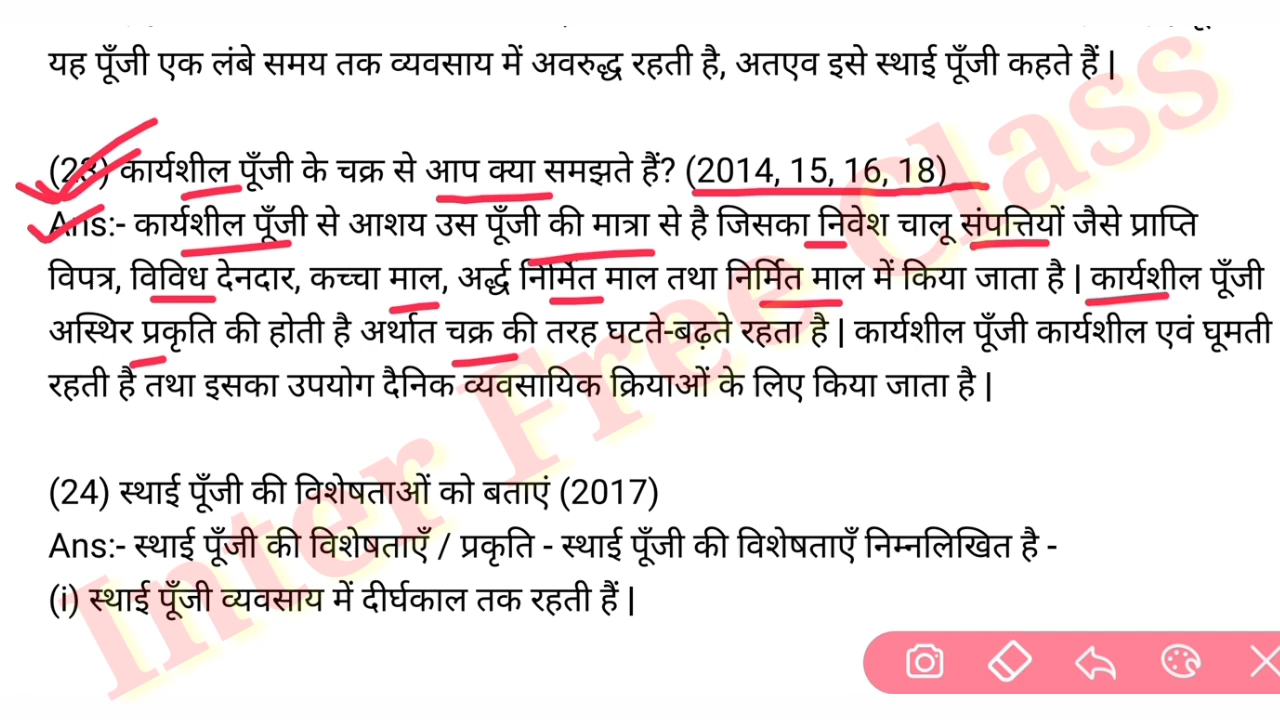 यह पूँजी एक लंबे समय तक व्यवसाय में अवरुद्ध रहती है, अतएव इसे स्थाई पूँजी कहते हैं |
(23) कार्यशील पूँजी के चक्र से आप क्या समझते हैं? (2014, 15, 16, 18)
Ans:- कार्यशील पूँजी से आशय उस पूँजी की मात्रा से है जिसका निवेश चालू संपत्तियों जैसे प्राप्ति
विपत्र, विविध देनदार, कच्चा माल, अर्द्ध निर्मित माल तथा निर्मित माल में किया जाता है | कार्यशील पूँजी
अस्थिर प्रकृति की होती है अर्थात चक्र की तरह घटते-बढ़ते रहता है | कार्यशील पूँजी कार्यशील एवं घूमती
रहती है तथा इसका उपयोग दैनिक व्यवसायिक क्रियाओं के लिए किया जाता है |
(24) स्थाई पूँजी की विशेषताओं को बताएं (2017)
Ans:- स्थाई पूँजी की विशेषताएँ / प्रकृति - स्थाई पूँजी की विशेषताएँ निम्नलिखित है -
(i) स्थाई पूँजी व्यवसाय में दीर्घकाल तक रहती हैं |
Inter Free Class